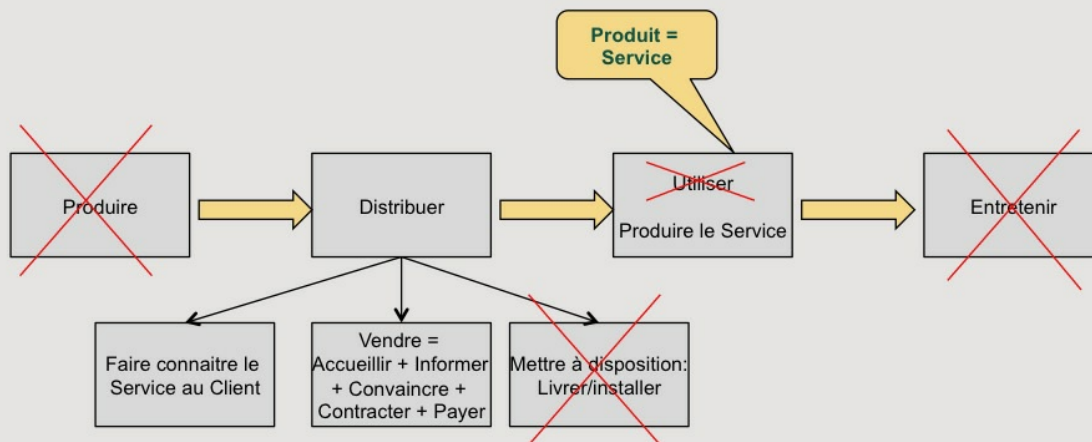 Produit =
Service
Produire
Distribuer
Utiliser
Produire le Service
Entretenir
Faire connaitre le
Service au Client
Vendre =
Accueillir + Informer
+ Convaincre +
Contracter + Payer
Mettre à disposition:
Livrer/installer